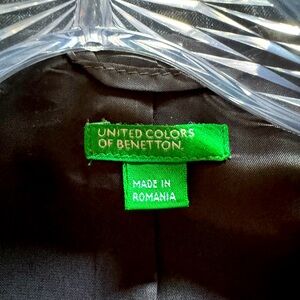 UNITED COLORS
OF BENETTON.
MADE IN
ROMANIA